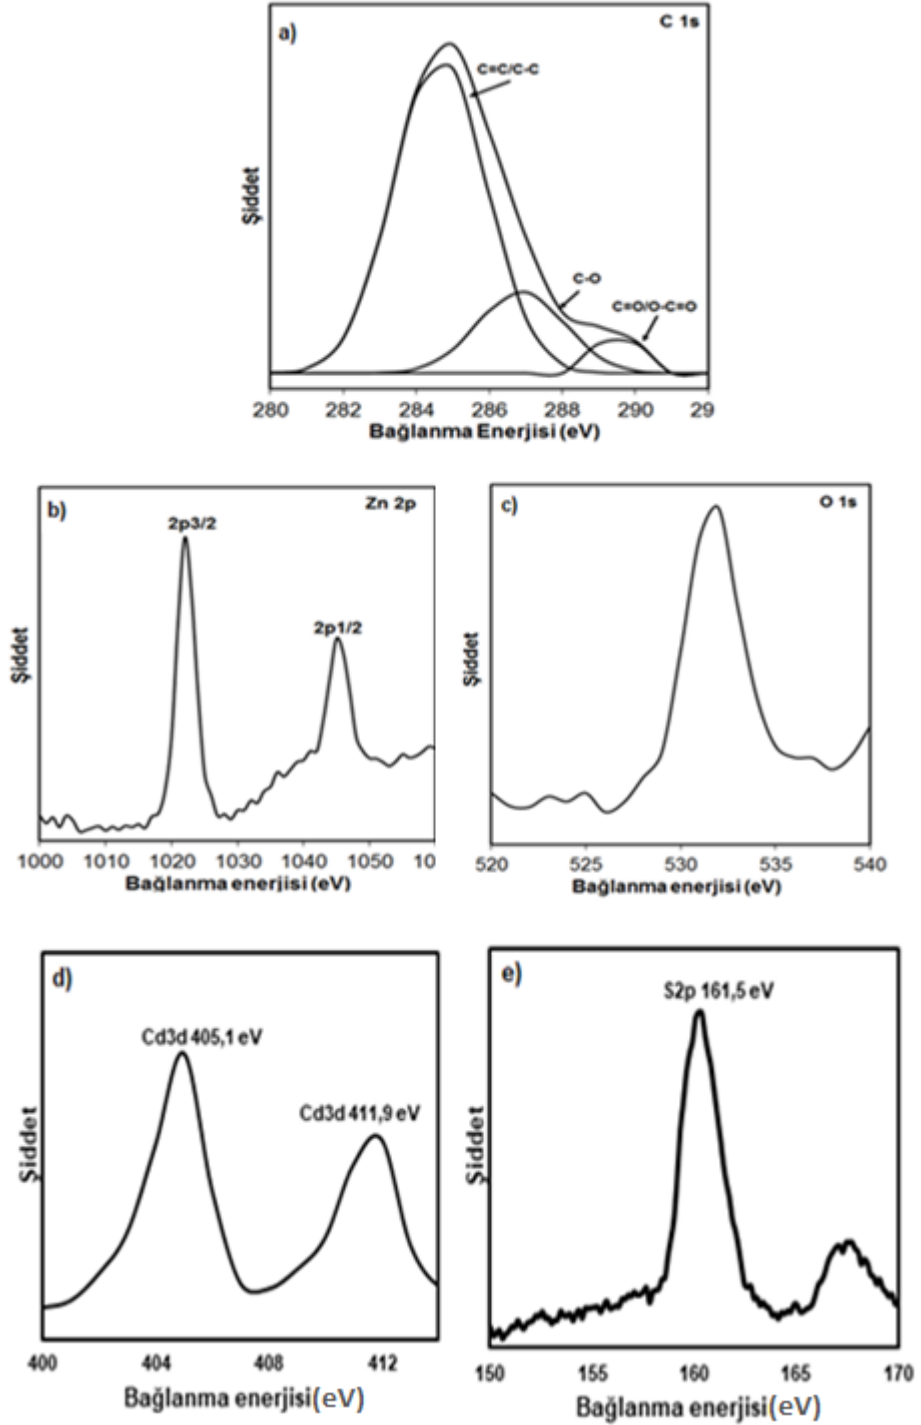 a)
C 1s
C=C/C-C
C-O
C=O/O-C=O
Şiddet
280 282 284 286 288 290 29
Bağlanma Enerjisi (eV)
b)
Zn 2p
2p3/2
2p1/2
Şiddet
1000 1010 1020 1030 1040 1050 10
Bağlanma enerjisi (eV)
c)
O 1s
Şiddet
520 525 530 535 540
Bağlanma enerjisi (eV)
d)
Cd3d 405,1 eV
Cd3d 411,9 eV
Şiddet
400 404 408 412
Bağlanma enerjisi(eV)
e)
S2p 161,5 eV
Şiddet
150 155 160 165 170
Bağlanma enerjisi(eV)